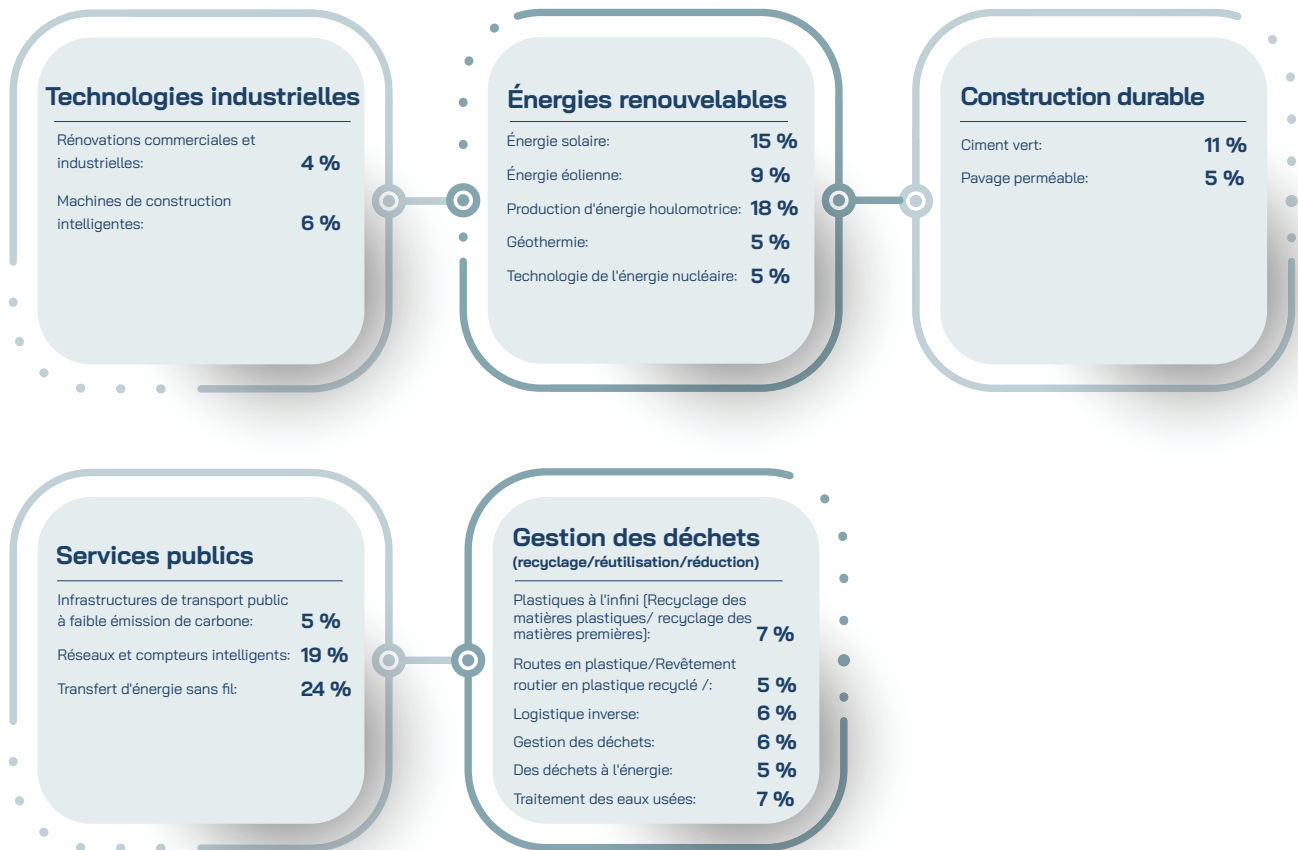 Technologies industrielles
Rénovations commerciales et
industrielles: 4 %
Machines de construction
intelligentes: 6 %
Énergies renouvelables
Énergie solaire: 15 %
Énergie éolienne: 9 %
Production d'énergie houlomotrice: 18 %
Géothermie: 5 %
Technologie de l'énergie nucléaire: 5 %
Construction durable
Ciment vert: 11 %
Pavage perméable: 5 %
Services publics
Infrastructures de transport public
à faible émission de carbone: 5 %
Réseaux et compteurs intelligents: 19 %
Transfert d'énergie sans fil: 24 %
Gestion des déchets
(recyclage/réutilisation/réduction)
Plastiques à l'infini (Recyclage des
matières plastiques/ recyclage des
matières premières): 7 %
Routes en plastique/Revêtement
routier en plastique recyclé /: 5 %
Logistique inverse: 6 %
Gestion des déchets: 6 %
Des déchets à l'énergie: 5 %
Traitement des eaux usées: 7 %